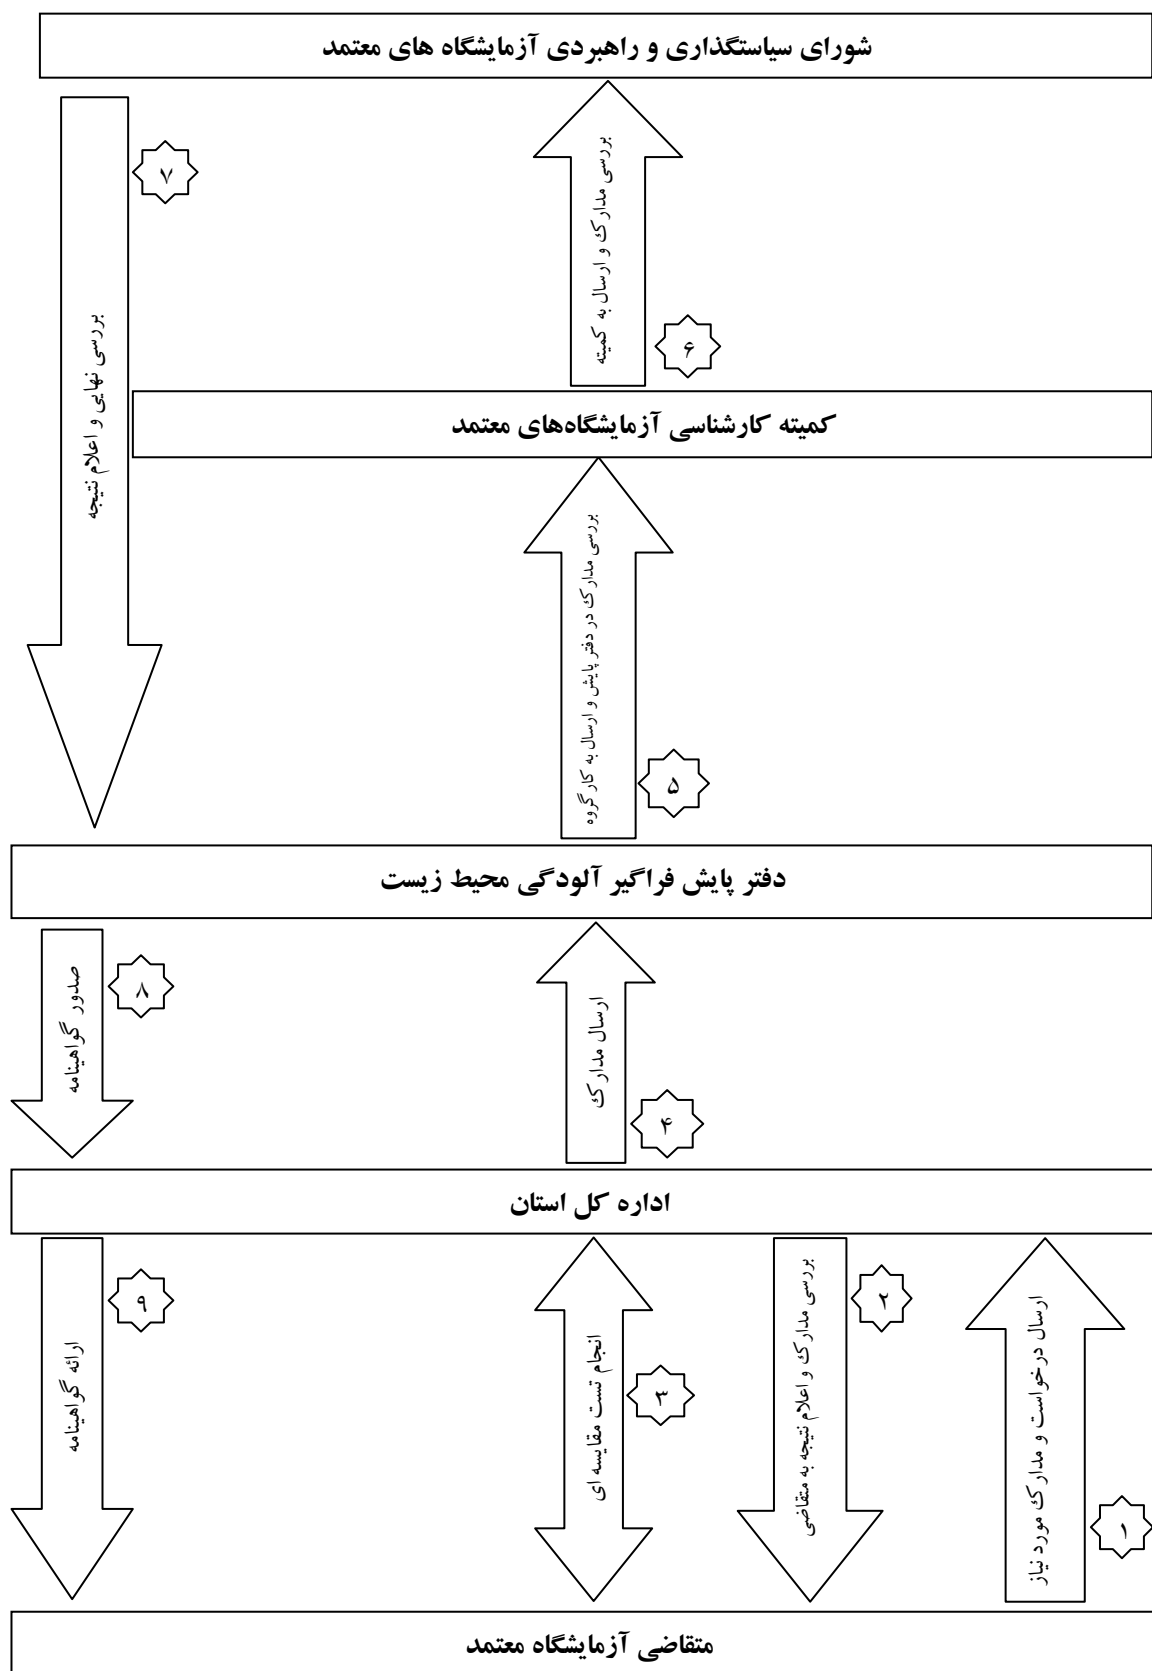 شورای سیاستگذاری و راهبردی آزمایشگاه های معتمد
بررسی مدارک و ارسال به کمیته
۷
بررسی نهایی و اعلام نتیجه
۶
کمیته کارشناسی آزمایشگاه‌های معتمد
بررسی مدارک در دفتر پایش و ارسال به کارگروه
۵
دفتر پایش فراگیر آلودگی محیط زیست
ارسال مدارک
۴
صدور گواهینامه
۸
اداره کل استان
ارسال درخواست و مدارک مورد نیاز
۱
بررسی مدارک و اعلام نتیجه به متقاضی
۲
انجام تست مقایسه ای
۳
ارائه گواهینامه
۹
متقاضی آزمایشگاه معتمد